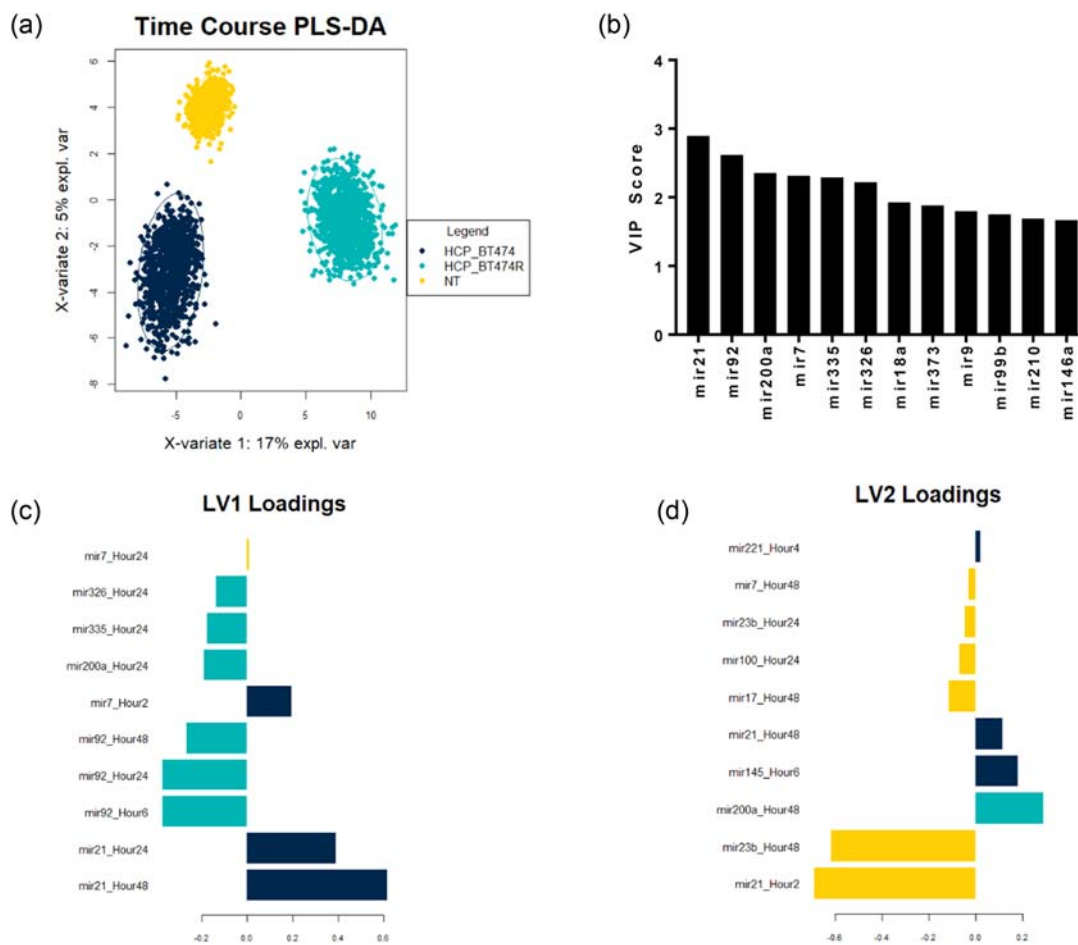 (a)
Time Course PLS-DA
X-variate 2: 5% expl. var
6
4
2
0
-2
-4
-6
-8
-5
0
5
10
X-variate 1: 17% expl. var
Legend
HCP_BT474
HCP_BT474R
NT
(b)
VIP Score
4
3
2
1
0
mir21
mir92
mir200a
mir7
mir335
mir326
mir18a
mir373
mir9
mir99b
mir210
mir146a
(c)
LV1 Loadings
mir7_Hour24
mir326_Hour24
mir335_Hour24
mir200a_Hour24
mir7_Hour2
mir92_Hour48
mir92_Hour24
mir92_Hour6
mir21_Hour24
mir21_Hour48
-0.2
0.0
0.2
0.4
0.6
(d)
LV2 Loadings
mir221_Hour4
mir7_Hour48
mir23b_Hour24
mir100_Hour24
mir17_Hour48
mir21_Hour48
mir145_Hour6
mir200a_Hour48
mir23b_Hour48
mir21_Hour2
-0.6
-0.4
-0.2
0.0
0.2